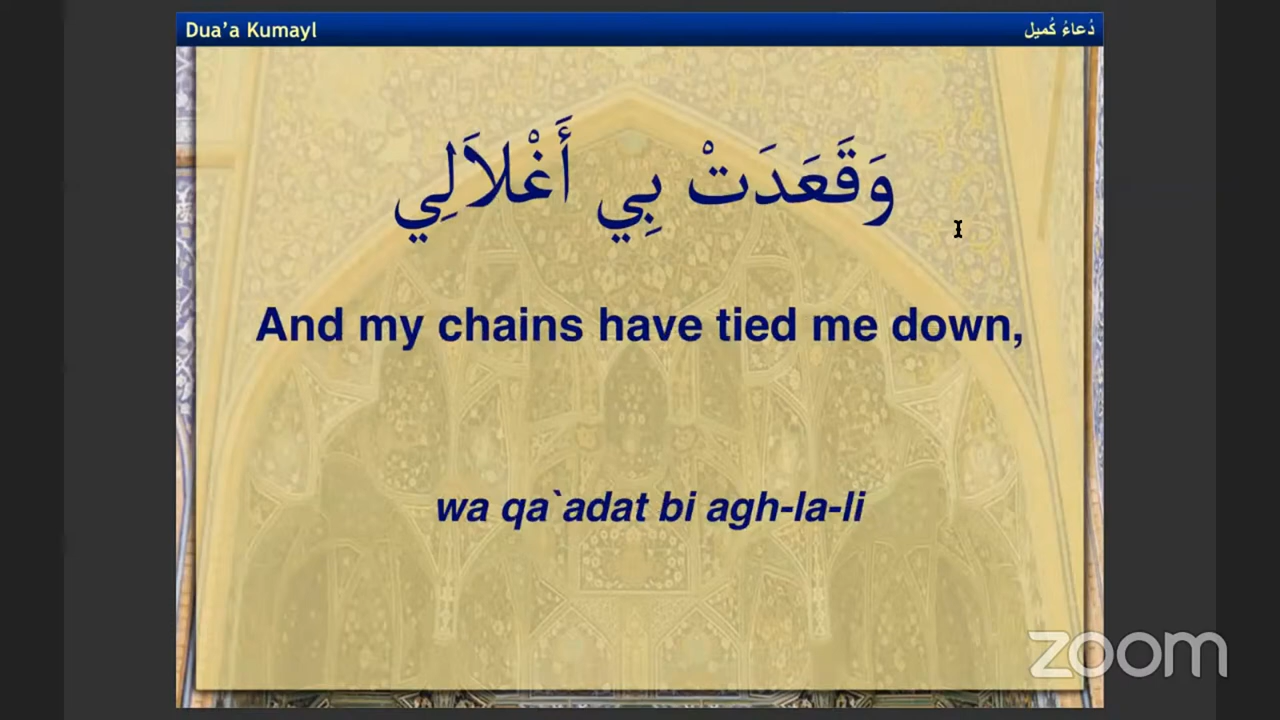 Dua’a Kumayl
دُعاءُ كُميل
وَقَعَدَتْ بِي أَغْلاَلِي
And my chains have tied me down,
wa qa`adat bi agh-la-li
zoom